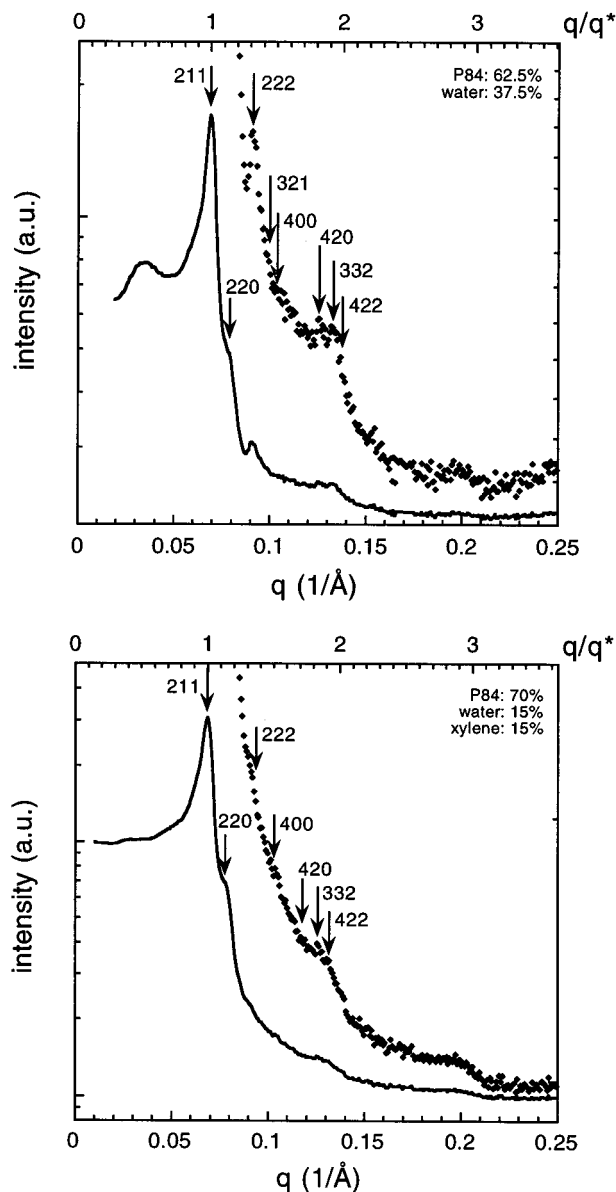 0 1 2 3 q/q*
P84: 62.5%
water: 37.5%
211
222
321
400
420
332
422
220
intensity (a.u.)
0 0.05 0.1 0.15 0.2 0.25
q (1/Å)
0 1 2 3 q/q*
P84: 70%
water: 15%
xylene: 15%
211
222
220
400
420
332
422
intensity (a.u.)
0 0.05 0.1 0.15 0.2 0.25
q (1/Å)